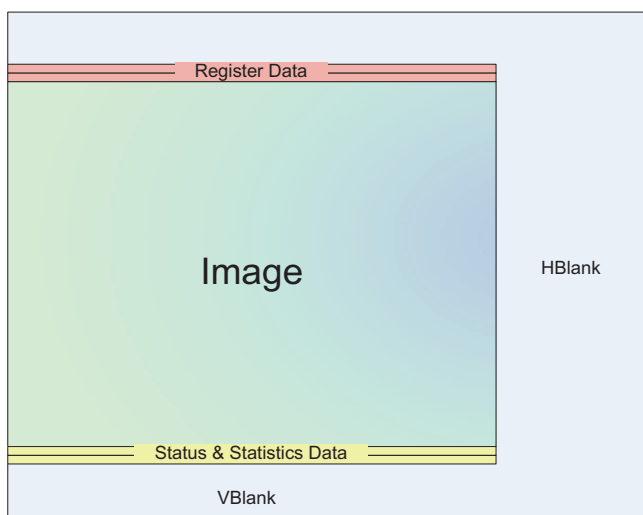 Register Data
Image
HBlank
Status & Statistics Data
VBlank